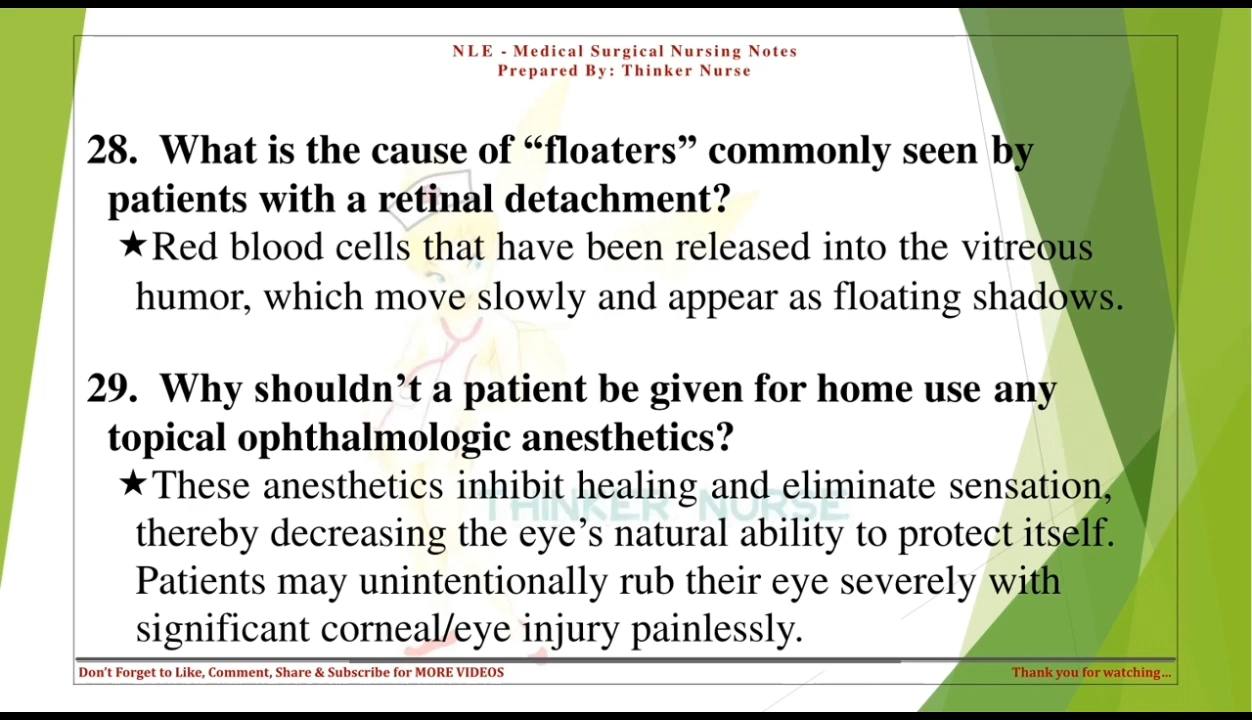 NLE - Medical Surgical Nursing Notes
Prepared By: Thinker Nurse
28. What is the cause of “floaters” commonly seen by
patients with a retinal detachment?
★Red blood cells that have been released into the vitreous
humor, which move slowly and appear as floating shadows.
29. Why shouldn’t a patient be given for home use any
topical ophthalmologic anesthetics?
★These anesthetics inhibit healing and eliminate sensation,
THINKER NURSE
thereby decreasing the eye’s natural ability to protect itself.
Patients may unintentionally rub their eye severely with
significant corneal/eye injury painlessly.
Don’t Forget to Like, Comment, Share & Subscribe for MORE VIDEOS
Thank you for watching...